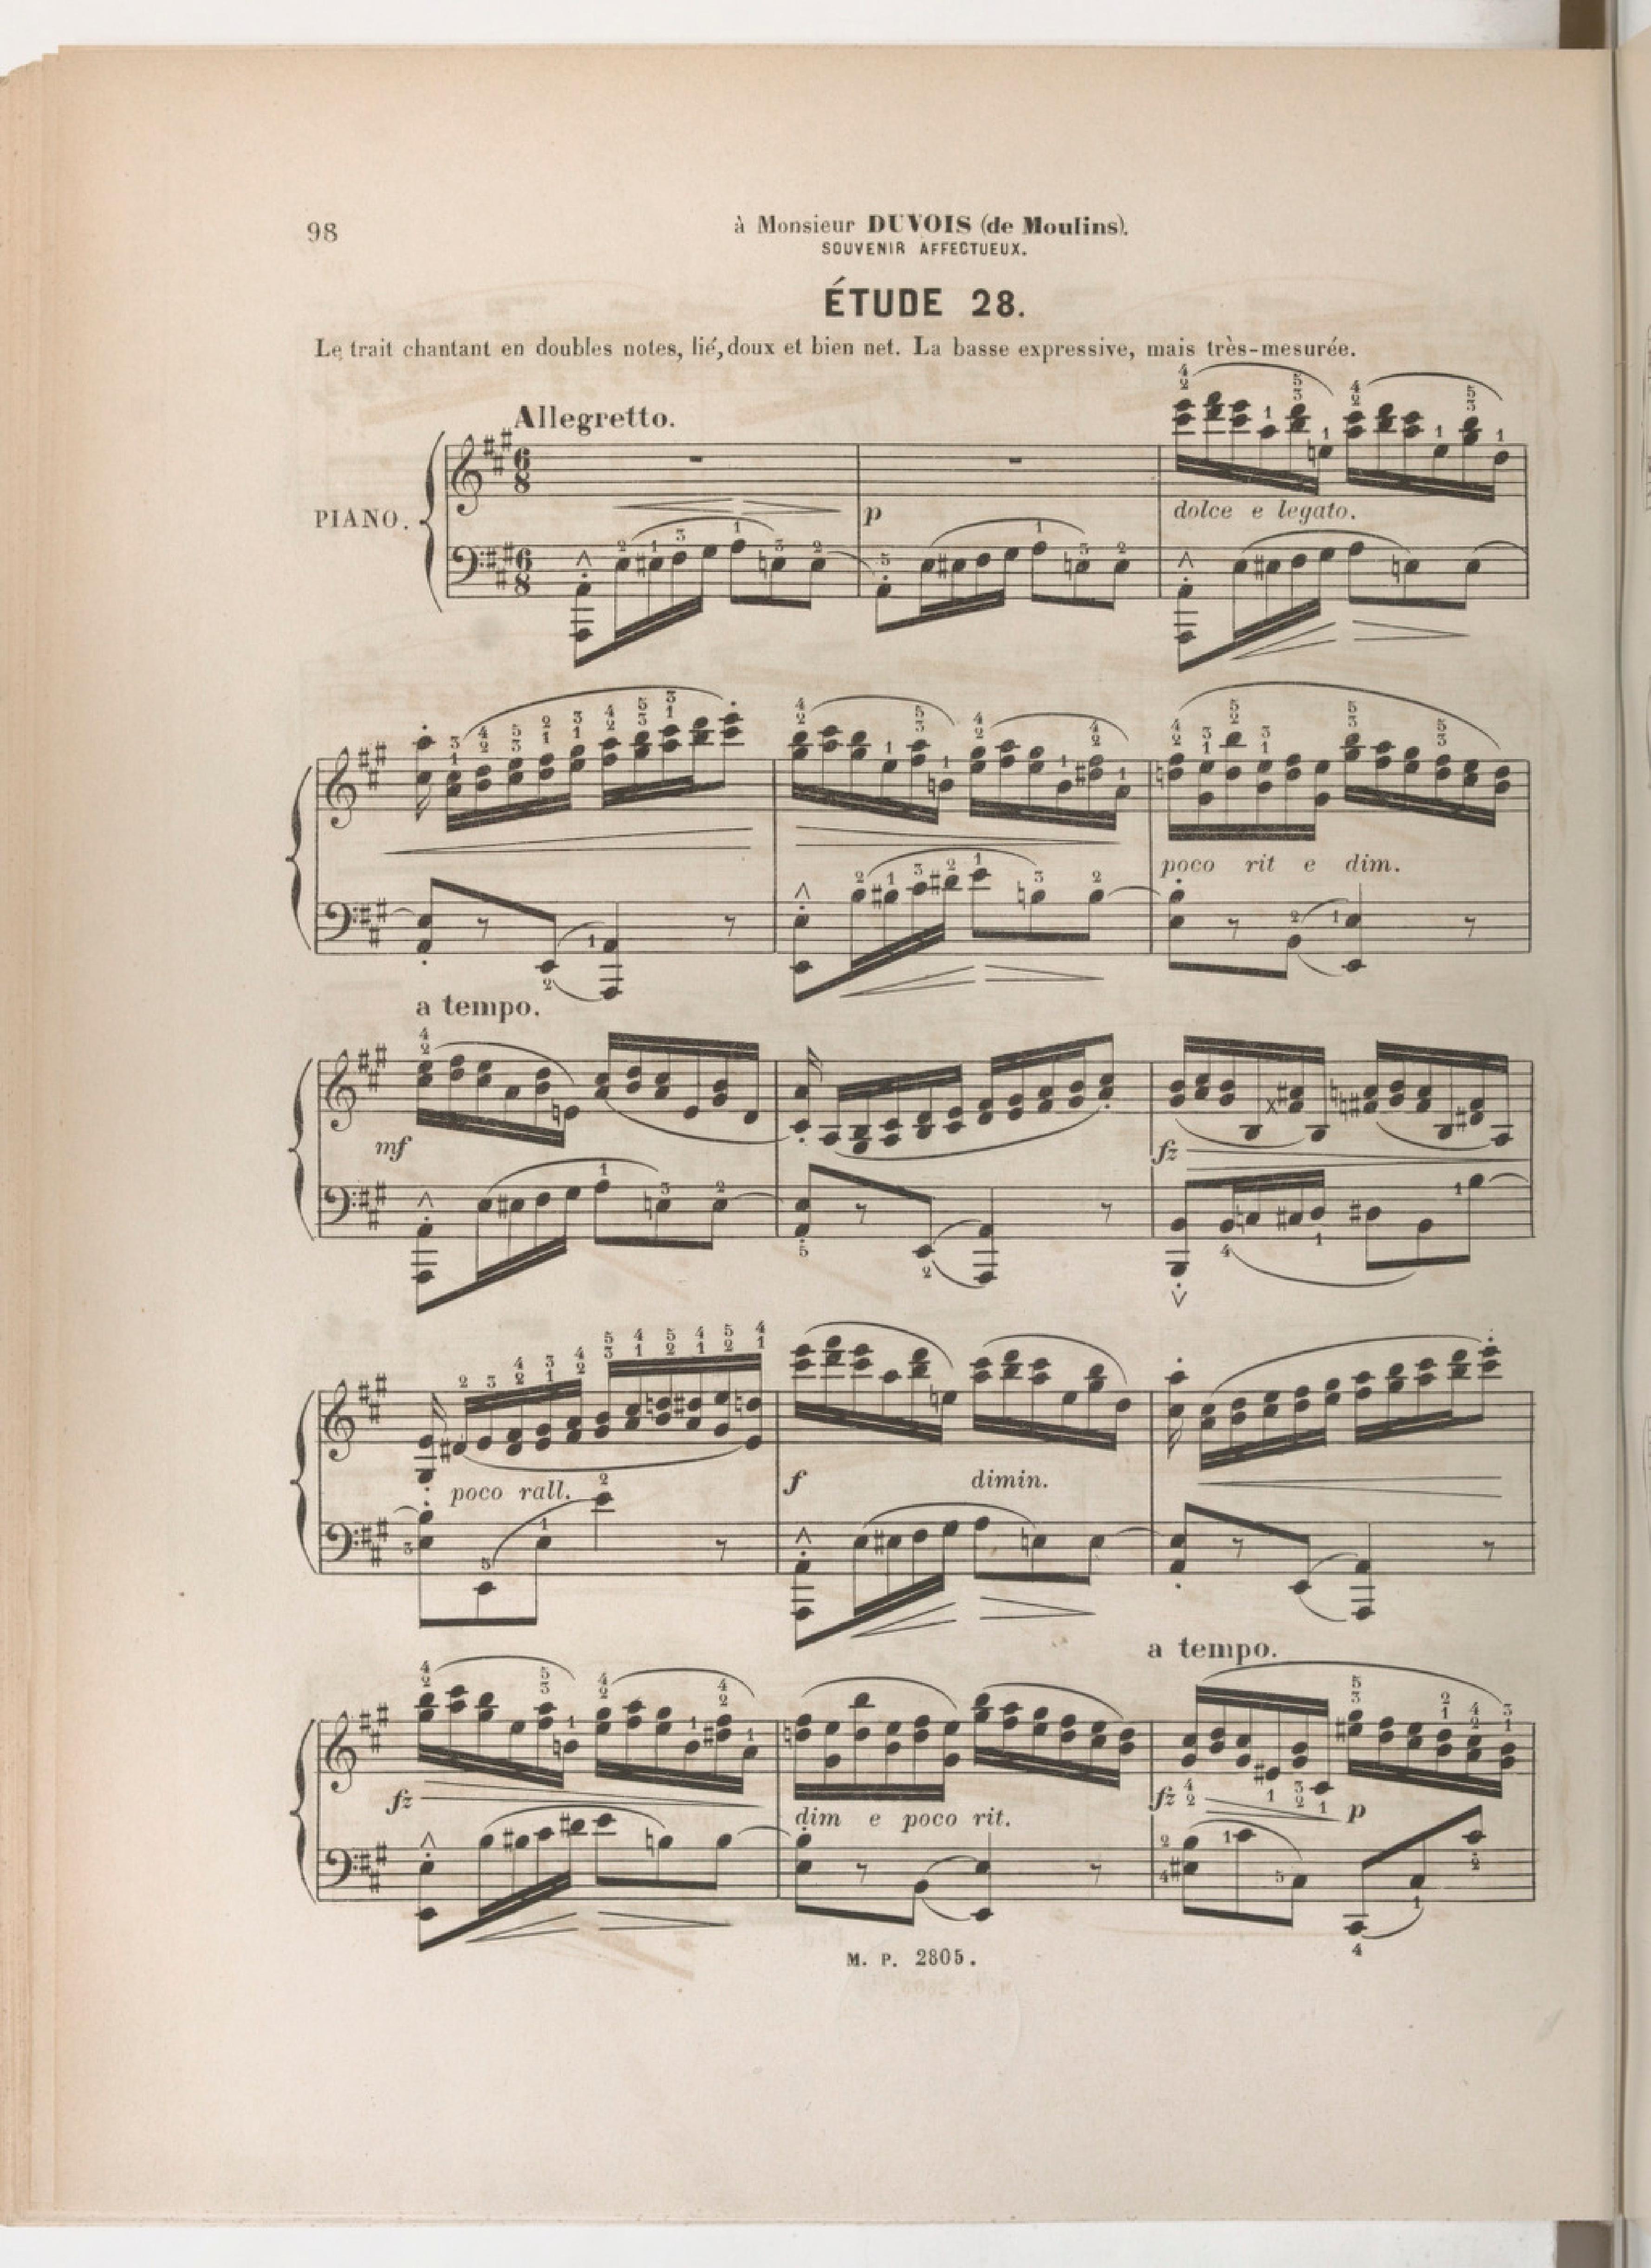 98
à Monsieur DUVOIS (de Moulins).
SOUVENIR AFFECTUEUX.
ÉTUDE 28.
Le trait chantant en doubles notes, lié, doux et bien net. La basse expressive, mais très-mesurée.
Allegretto.
PIANO.
p
dolce e legato.
poco rit e dim.
a tempo.
mf
fz
poco rall.
f
dimin.
a tempo.
fz
dim e poco rit.
fz
p
M. P. 2805.